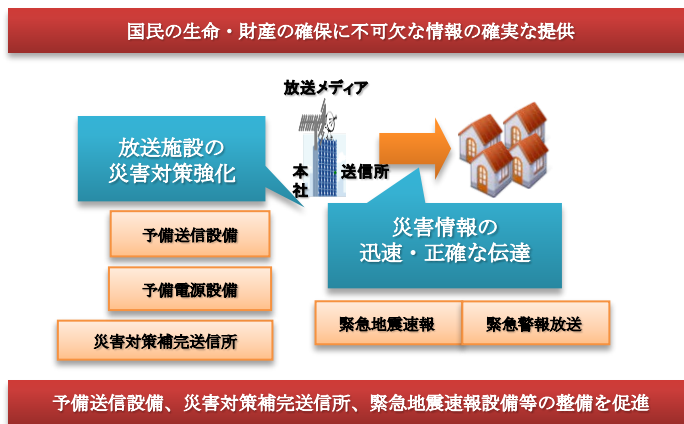 国民の生命・財産の確保に不可欠な情報の確実な提供
放送メディア
放送施設の
災害対策強化
本
社
送信所
災害情報の
迅速・正確な伝達
予備送信設備
予備電源設備
災害対策補完送信所
緊急地震速報
緊急警報放送
予備送信設備、災害対策補完送信所、緊急地震速報設備等の整備を促進